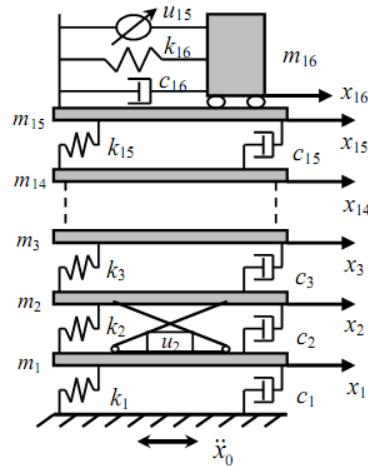 u₁₅
k₁₆
m₁₆
c₁₆
x₁₆
m₁₅
x₁₅
k₁₅
c₁₅
m₁₄
x₁₄
m₃
x₃
k₃
c₃
m₂
x₂
k₂
u₂
c₂
m₁
x₁
k₁
c₁
ẍ₀